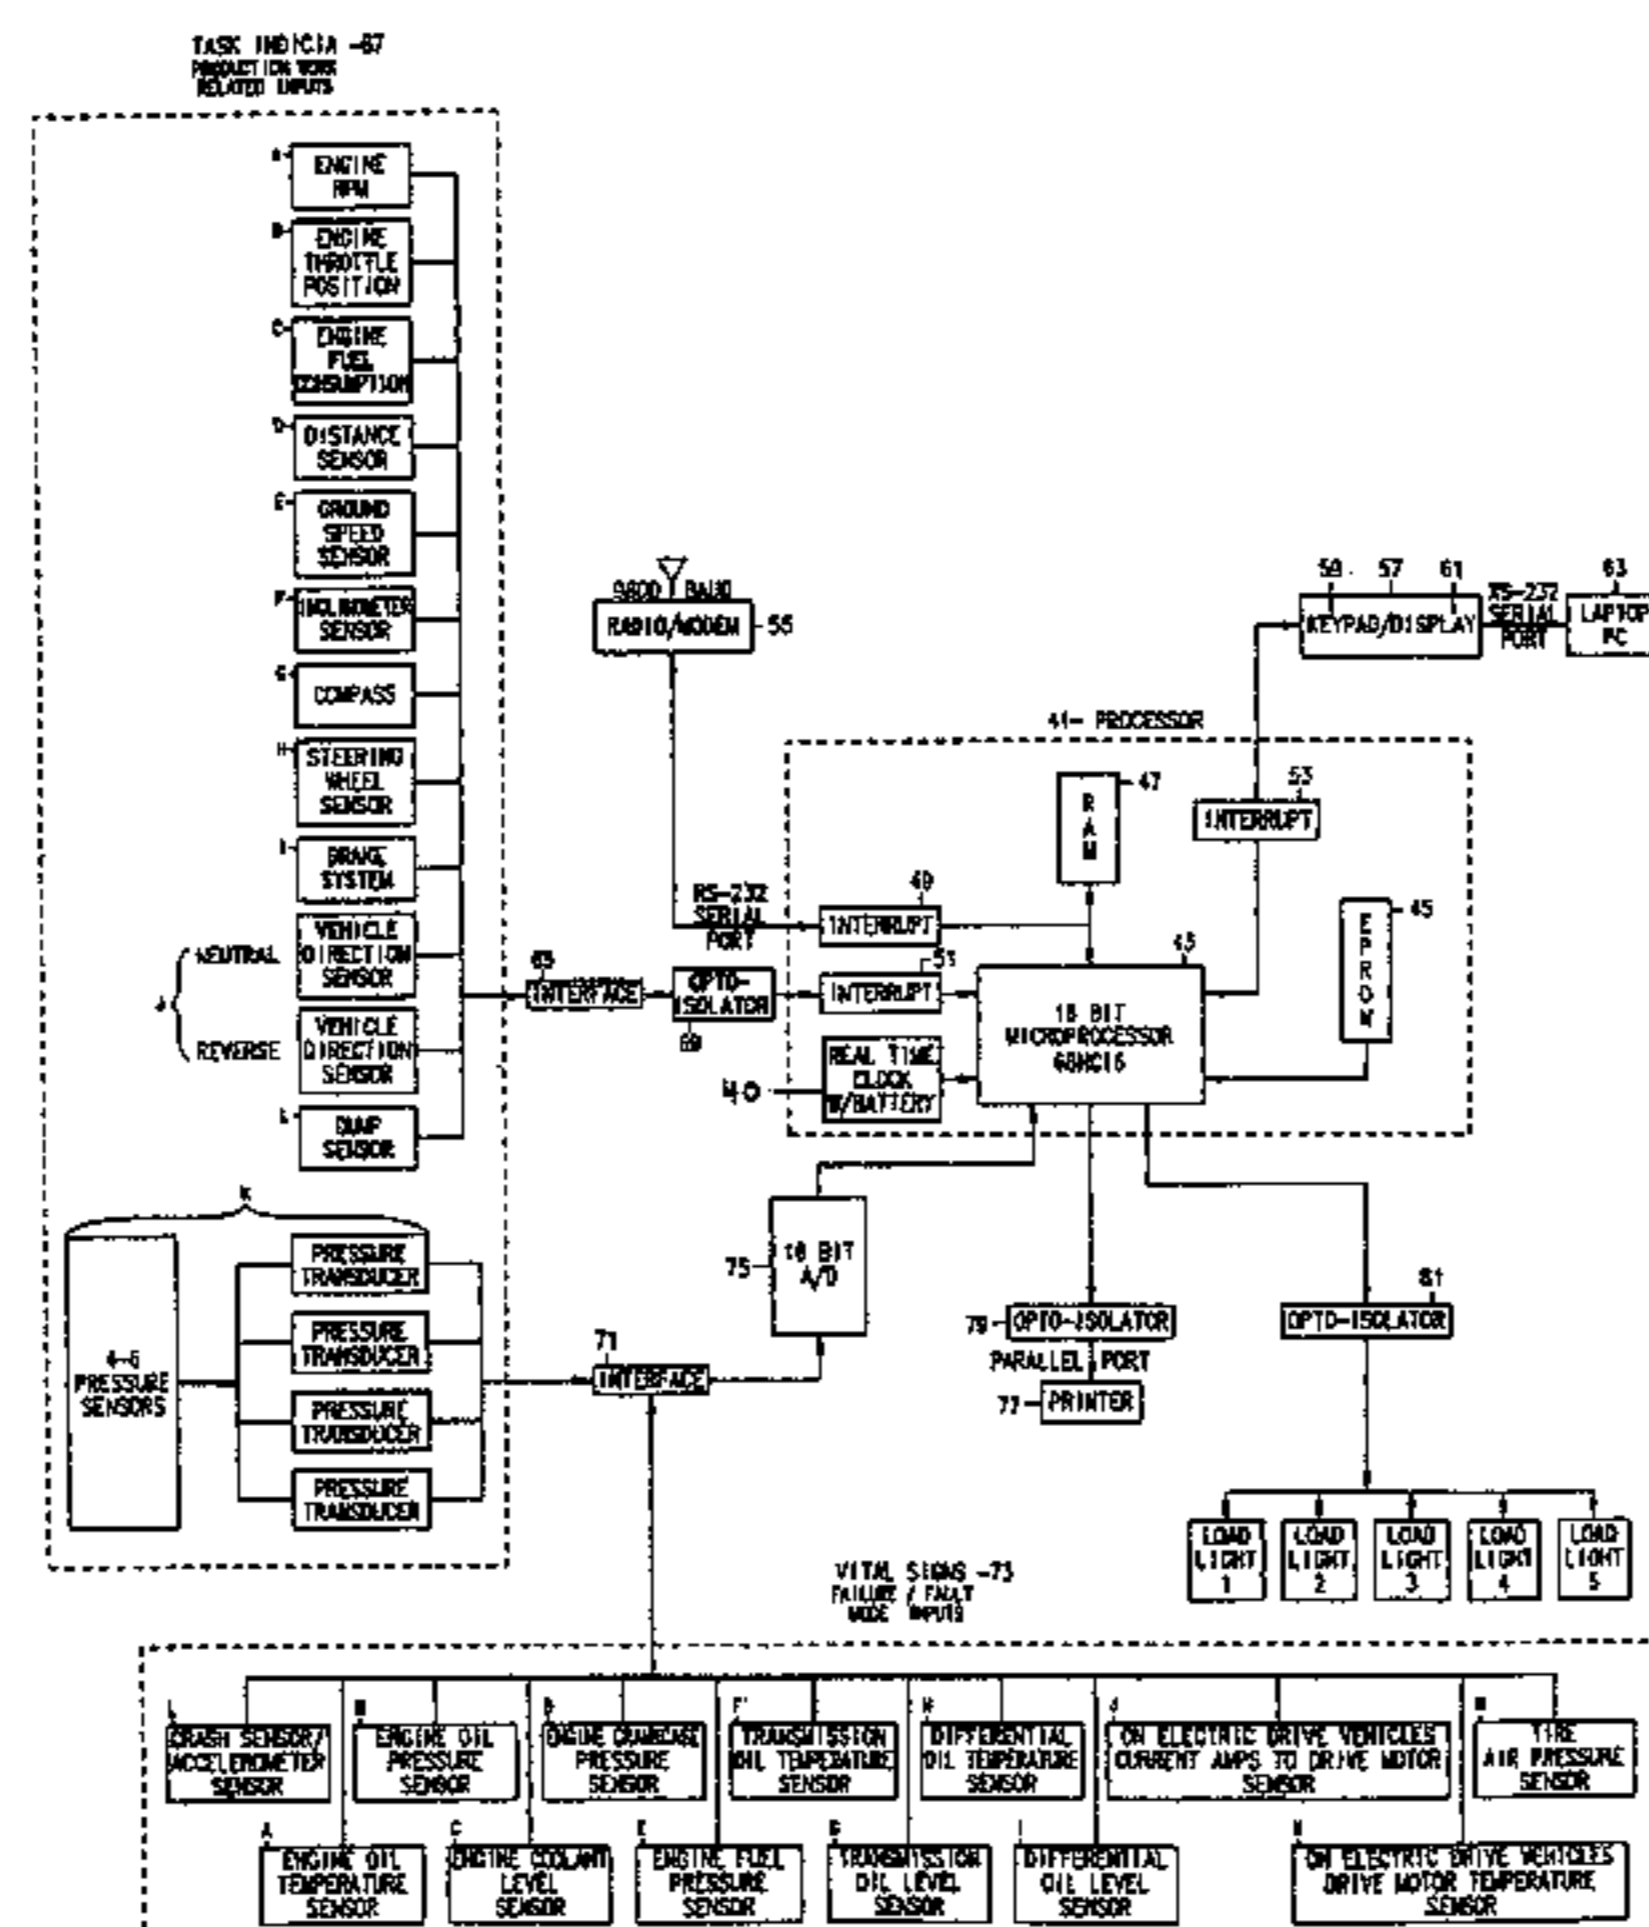 TASK INDICIA -67
PRODUCTION WORK
RELATED INPUTS
A
ENGINE
RPM
B
ENGINE
THROTTLE
POSITION
C
ENGINE
FUEL
CONSUMPTION
D
DISTANCE
SENSOR
E
GROUND
SPEED
SENSOR
F
INCLINOMETER
SENSOR
G
COMPASS
H
STEERING
WHEEL
SENSOR
I
BRAKE
SYSTEM
J
NEUTRAL
VEHICLE
DIRECTION
SENSOR
REVERSE
VEHICLE
DIRECTION
SENSOR
L
DUMP
SENSOR
K
4-6
PRESSURE
SENSORS
PRESSURE
TRANSDUCER
PRESSURE
TRANSDUCER
PRESSURE
TRANSDUCER
PRESSURE
TRANSDUCER
9600 BAUD
RADIO/MODEM
55
RS-232
SERIAL
PORT
65
INTERFACE
OPTO-
ISOLATOR
69
41- PROCESSOR
RAM
47
53
INTERRUPT
49
INTERRUPT
51
INTERRUPT
EPROM
45
REAL TIME
CLOCK
W/BATTERY
16 BIT
MICROPROCESSOR
68HC16
59
57
61
KEYPAD/DISPLAY
RS-232
SERIAL
PORT
63
LAPTOP
PC
75
A/D
71
INTERFACE
79
OPTO-ISOLATOR
PARALLEL PORT
77
PRINTER
81
OPTO-ISOLATOR
LOAD
LIGHT
1
LOAD
LIGHT
2
LOAD
LIGHT
3
LOAD
LIGHT
4
LOAD
LIGHT
5
VITAL SIGNS -73
FAILURE / FAULT
MODE INPUTS
L
CRASH SENSOR/
ACCELEROMETER
SENSOR
B
ENGINE OIL
PRESSURE
SENSOR
D
ENGINE CRANKCASE
PRESSURE
SENSOR
F
TRANSMISSION
OIL TEMPERATURE
SENSOR
H
DIFFERENTIAL
OIL TEMPERATURE
SENSOR
J
ON ELECTRIC DRIVE VEHICLES
CURRENT AMPS TO DRIVE MOTOR
SENSOR
M
TIRE
AIR PRESSURE
SENSOR
A
ENGINE OIL
TEMPERATURE
SENSOR
C
ENGINE COOLANT
LEVEL
SENSOR
E
ENGINE FUEL
PRESSURE
SENSOR
G
TRANSMISSION
OIL LEVEL
SENSOR
I
DIFFERENTIAL
OIL LEVEL
SENSOR
K
ON ELECTRIC DRIVE VEHICLES
DRIVE MOTOR TEMPERATURE
SENSOR